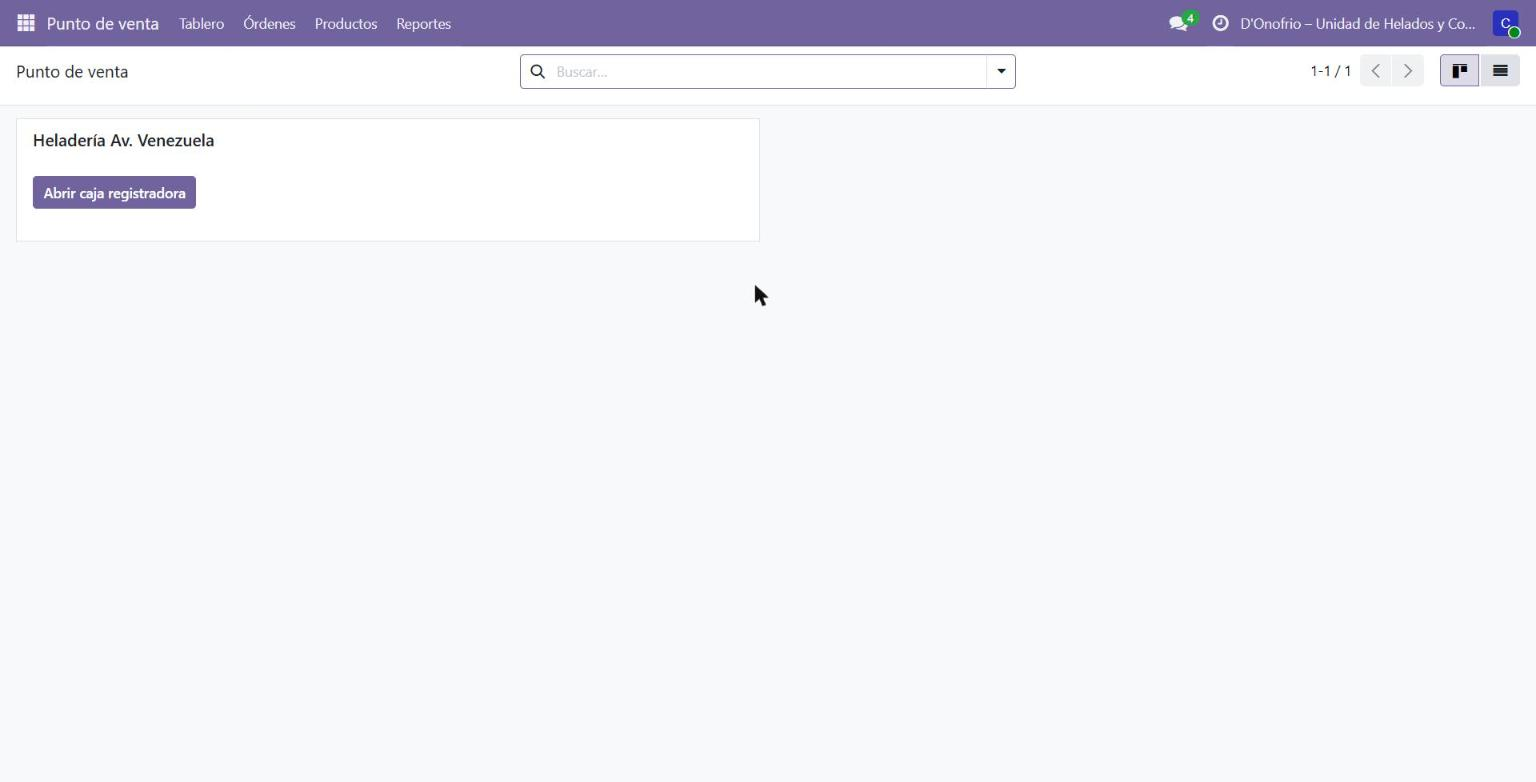 Punto de venta Tablero Órdenes Productos Reportes 4 D'Onofrio – Unidad de Helados y Co... C
Punto de venta Buscar... 1-1 / 1
Heladería Av. Venezuela
Abrir caja registradora